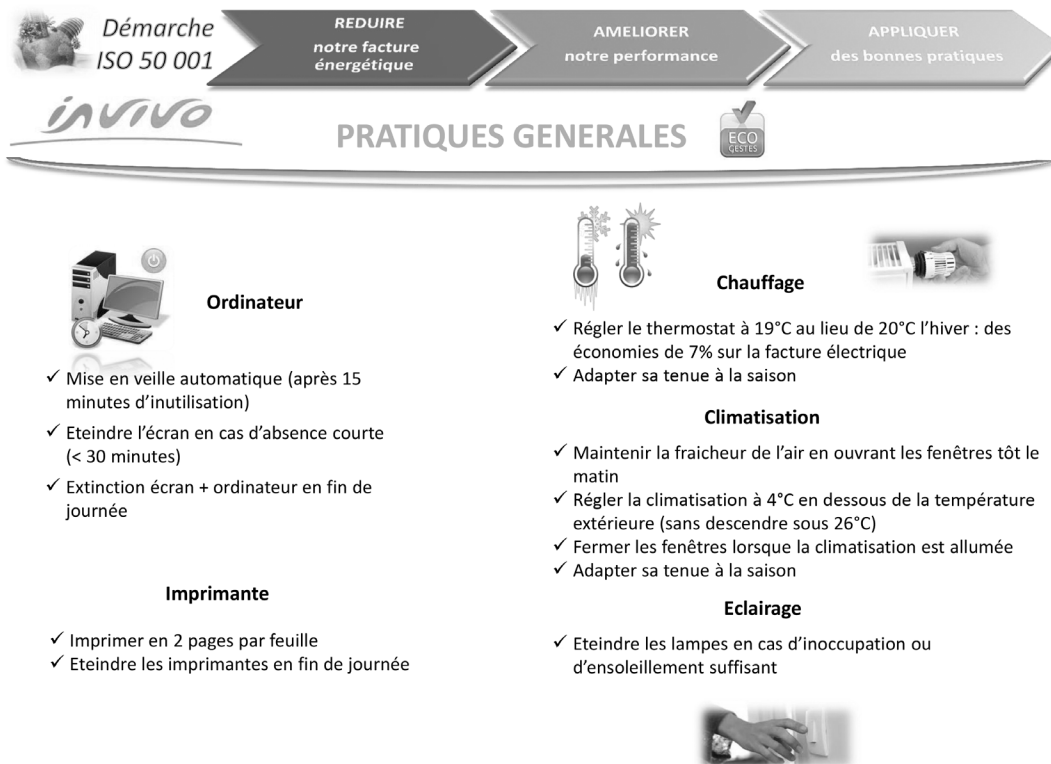 Démarche
ISO 50 001
REDUIRE
notre facture
énergétique
AMELIORER
notre performance
APPLIQUER
des bonnes pratiques
invivo
PRATIQUES GENERALES
ECO
GESTES
Ordinateur
✓ Mise en veille automatique (après 15
minutes d’inutilisation)
✓ Eteindre l’écran en cas d’absence courte
(< 30 minutes)
✓ Extinction écran + ordinateur en fin de
journée
Imprimante
✓ Imprimer en 2 pages par feuille
✓ Eteindre les imprimantes en fin de journée
Chauffage
✓ Régler le thermostat à 19°C au lieu de 20°C l’hiver : des
économies de 7% sur la facture électrique
✓ Adapter sa tenue à la saison
Climatisation
✓ Maintenir la fraicheur de l’air en ouvrant les fenêtres tôt le
matin
✓ Régler la climatisation à 4°C en dessous de la température
extérieure (sans descendre sous 26°C)
✓ Fermer les fenêtres lorsque la climatisation est allumée
✓ Adapter sa tenue à la saison
Eclairage
✓ Eteindre les lampes en cas d’inoccupation ou
d’ensoleillement suffisant